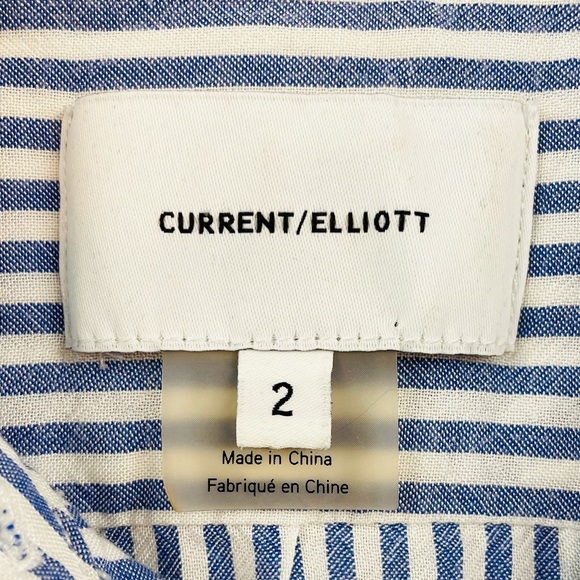 CURRENT/ELLIOTT
2
Made in China
Fabriqué en Chine